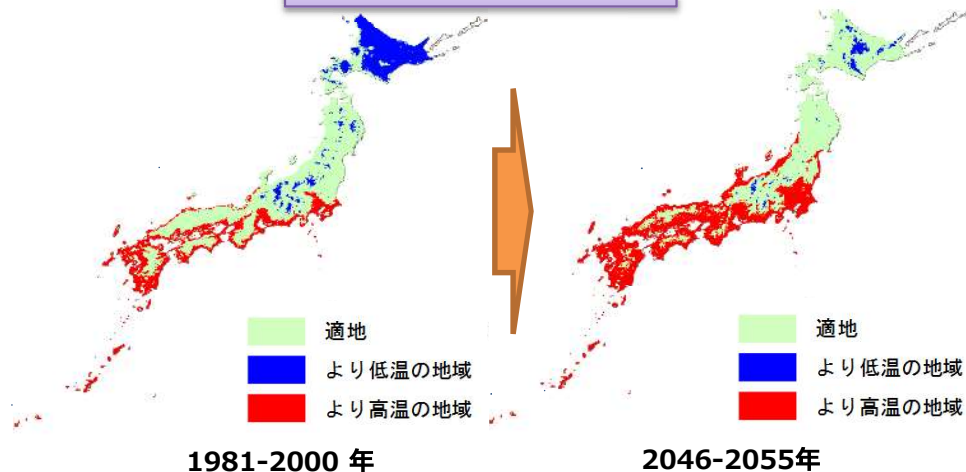 適地
より低温の地域
より高温の地域
1981-2000 年
適地
より低温の地域
より高温の地域
2046-2055年